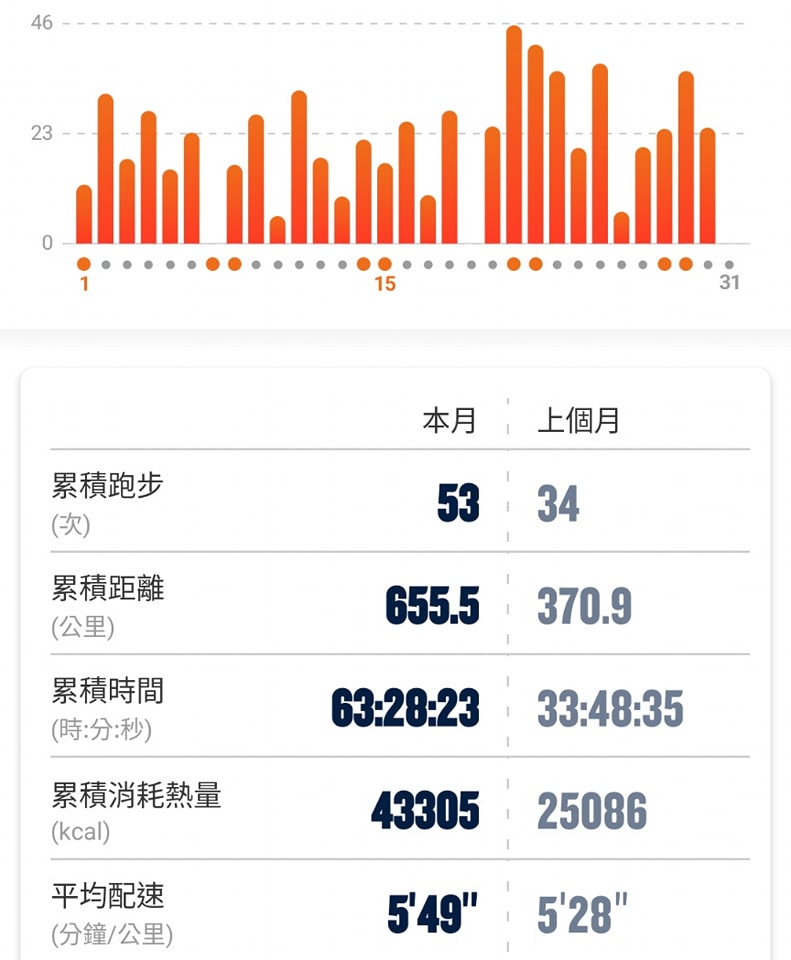 46
23
0
1 15 31
本月 上個月
累積跑步 53 34
(次)
累積距離 655.5 370.9
(公里)
累積時間 63:28:23 33:48:35
(時:分:秒)
累積消耗熱量 43305 25086
(kcal)
平均配速 5'49" 5'28"
(分鐘/公里)